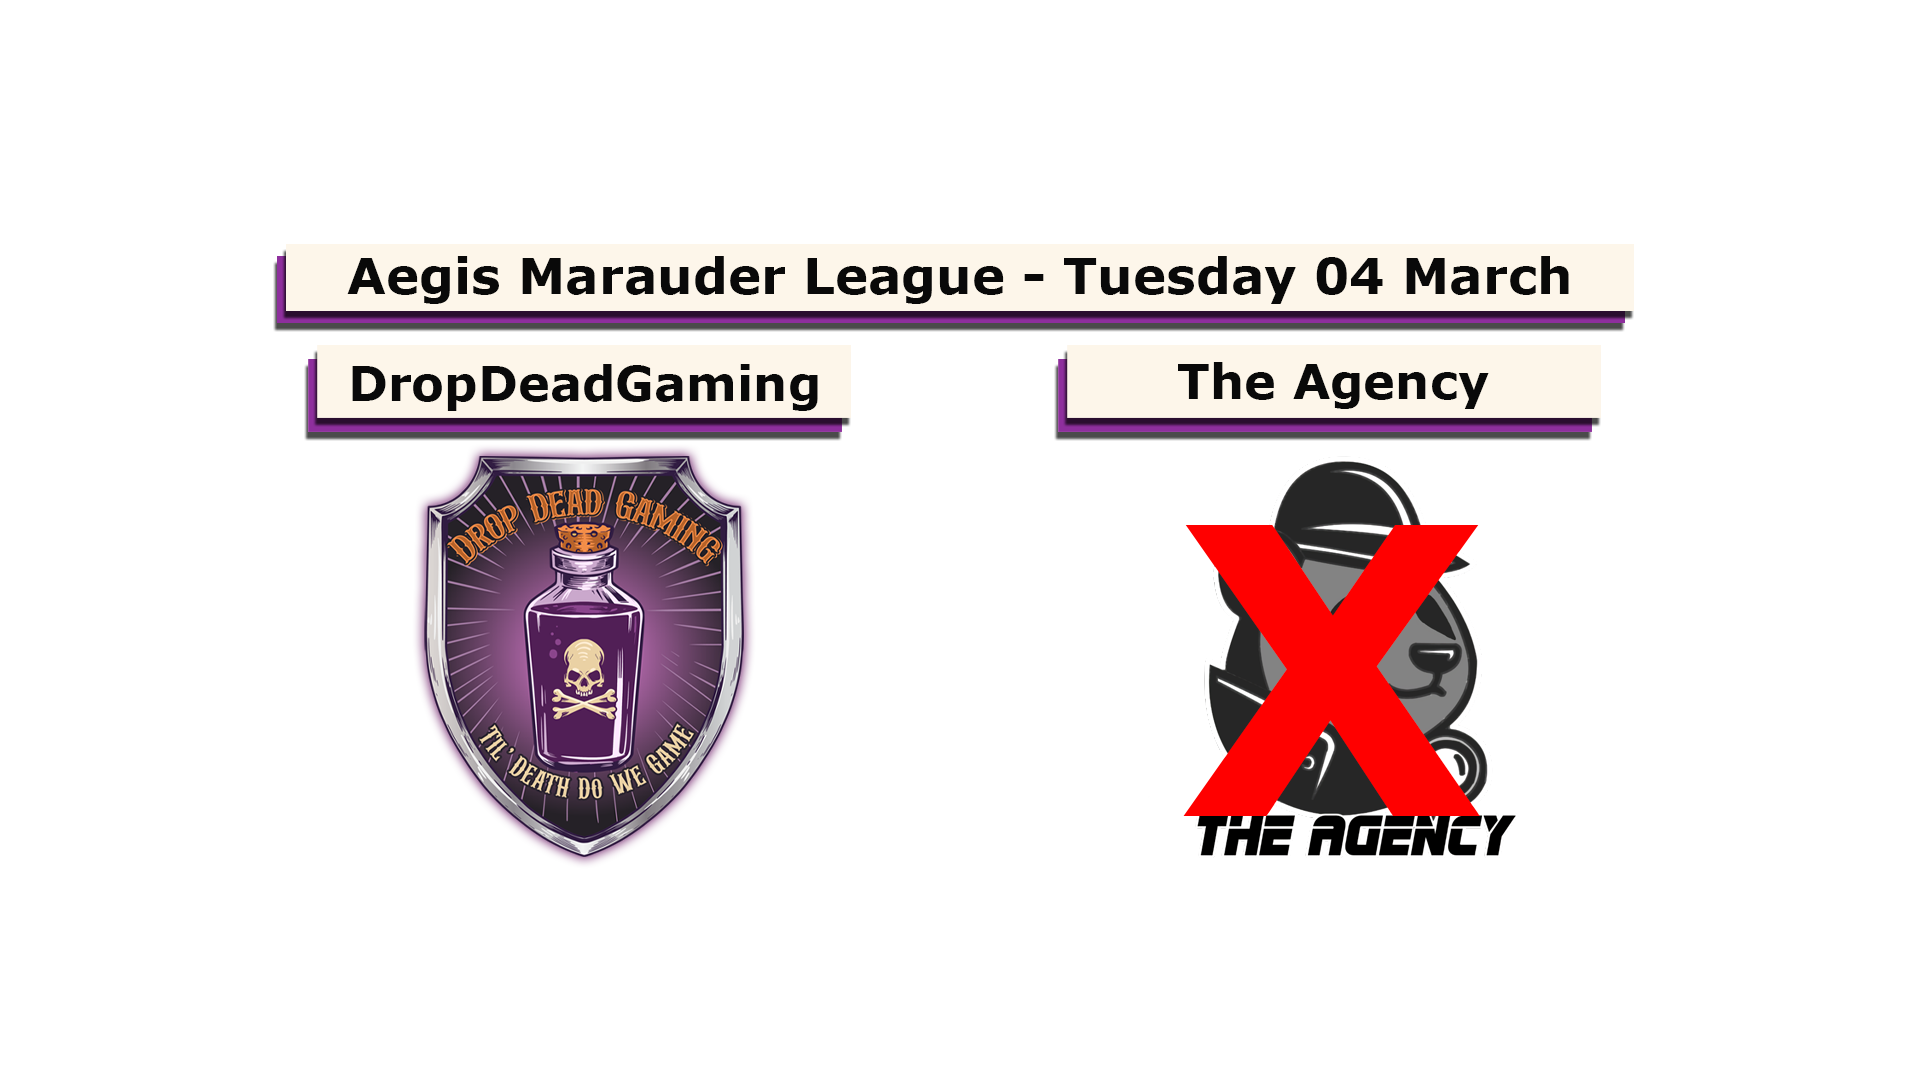 Aegis Marauder League - Tuesday 04 March
DropDeadGaming
The Agency
DROP DEAD GAMING
TIL' DEATH DO WE GAME
THE AGENCY